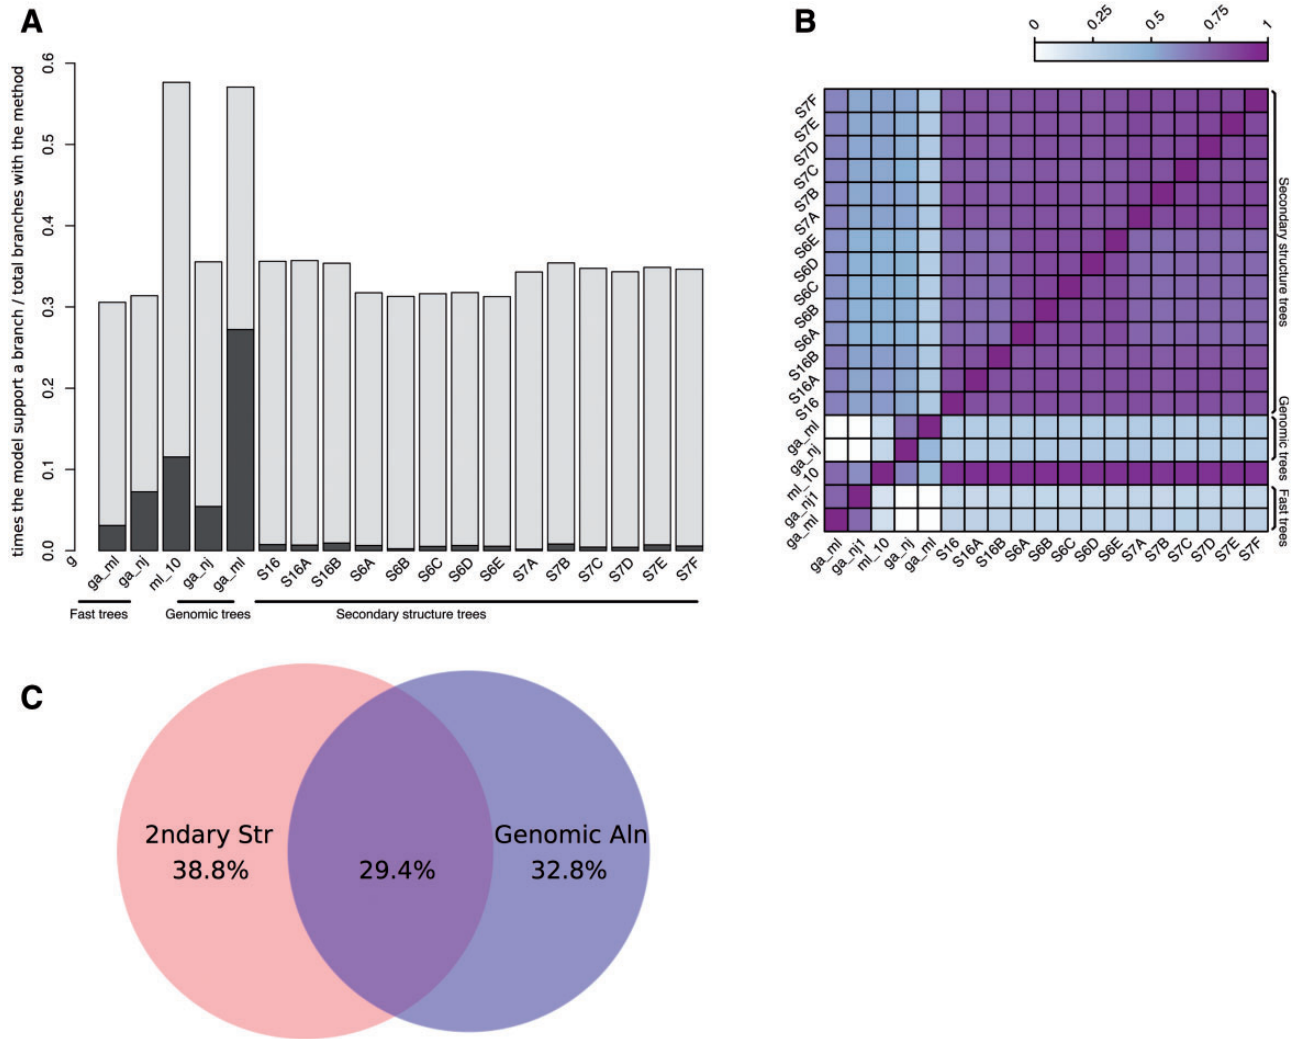 A
times the model support a branch / total branches with the method
0.6
0.5
0.4
0.3
0.2
0.1
0.0
g
ga_ml
ga_nj
ml_10
ga_nj
ga_ml
S16
S16A
S16B
S6A
S6B
S6C
S6D
S6E
S7A
S7B
S7C
S7D
S7E
S7F
Fast trees
Genomic trees
Secondary structure trees
B
0
0.25
0.5
0.75
1
S7F
S7E
S7D
S7C
S7B
S7A
S6E
S6D
S6C
S6B
S6A
S16B
S16A
S16
ga_ml
ga_nj
ml_10
ga_nj1
ga_ml
Secondary structure trees
Genomic trees
Fast trees
ga_ml
ga_nj1
ml_10
ga_nj
ga_ml
S16
S16A
S16B
S6A
S6B
S6C
S6D
S6E
S7A
S7B
S7C
S7D
S7E
S7F
C
2ndary Str
38.8%
29.4%
Genomic Aln
32.8%